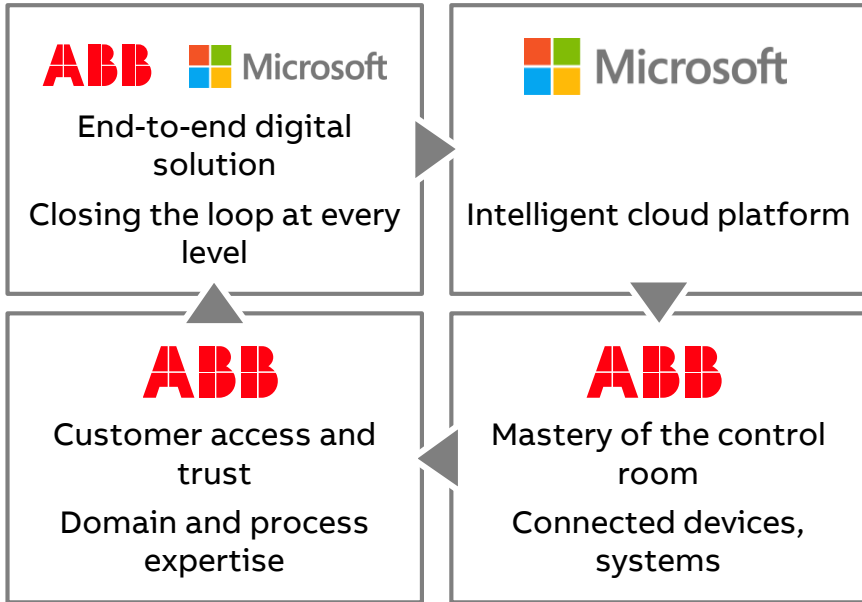 ABB Microsoft
End-to-end digital
solution
Closing the loop at every
level
Microsoft
Intelligent cloud platform
ABB
Customer access and
trust
Domain and process
expertise
ABB
Mastery of the control
room
Connected devices,
systems